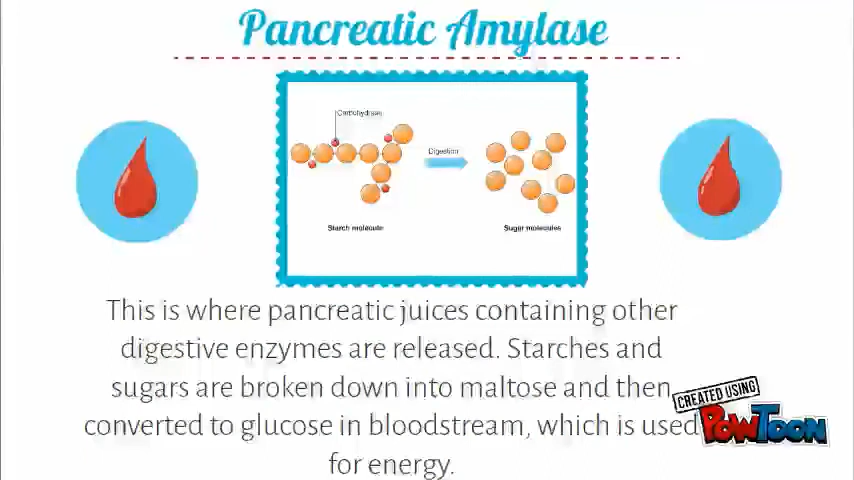 Pancreatic Amylase
Carbohydrase
Digestion
Starch molecule
Sugar molecules
This is where pancreatic juices containing other
digestive enzymes are released. Starches and
sugars are broken down into maltose and then
converted to glucose in bloodstream, which is used
for energy.
CREATED USING
POWTOON